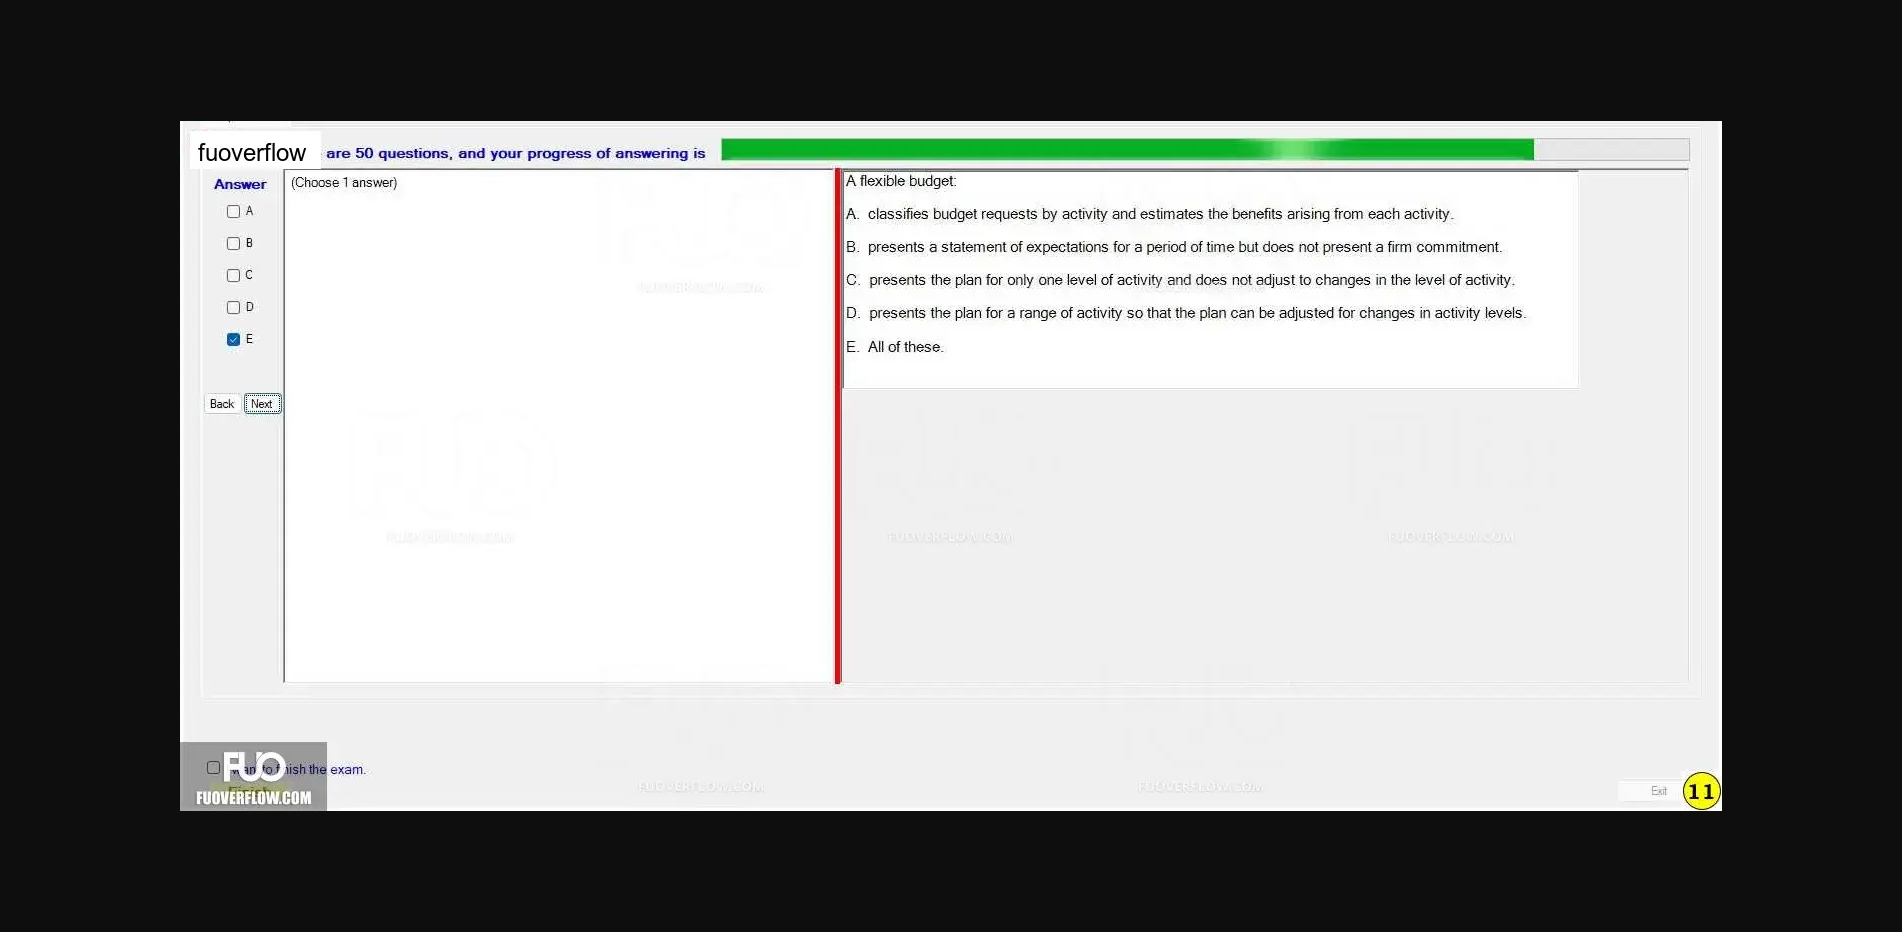 fuoverflow are 50 questions, and your progress of answering is
Answer
A
B
C
D
E
Back Next
(Choose 1 answer)
A flexible budget:
A. classifies budget requests by activity and estimates the benefits arising from each activity.
B. presents a statement of expectations for a period of time but does not present a firm commitment.
C. presents the plan for only one level of activity and does not adjust to changes in the level of activity.
D. presents the plan for a range of activity so that the plan can be adjusted for changes in activity levels.
E. All of these.
FUOVERFLOW.COM
FUOVERFLOW.COM FUOVERFLOW.COM FUOVERFLOW.COM
want to finish the exam.
FUO
Finish
FUOVERFLOW.COM
FUOVERFLOW.COM FUOVERFLOW.COM
Exit 11